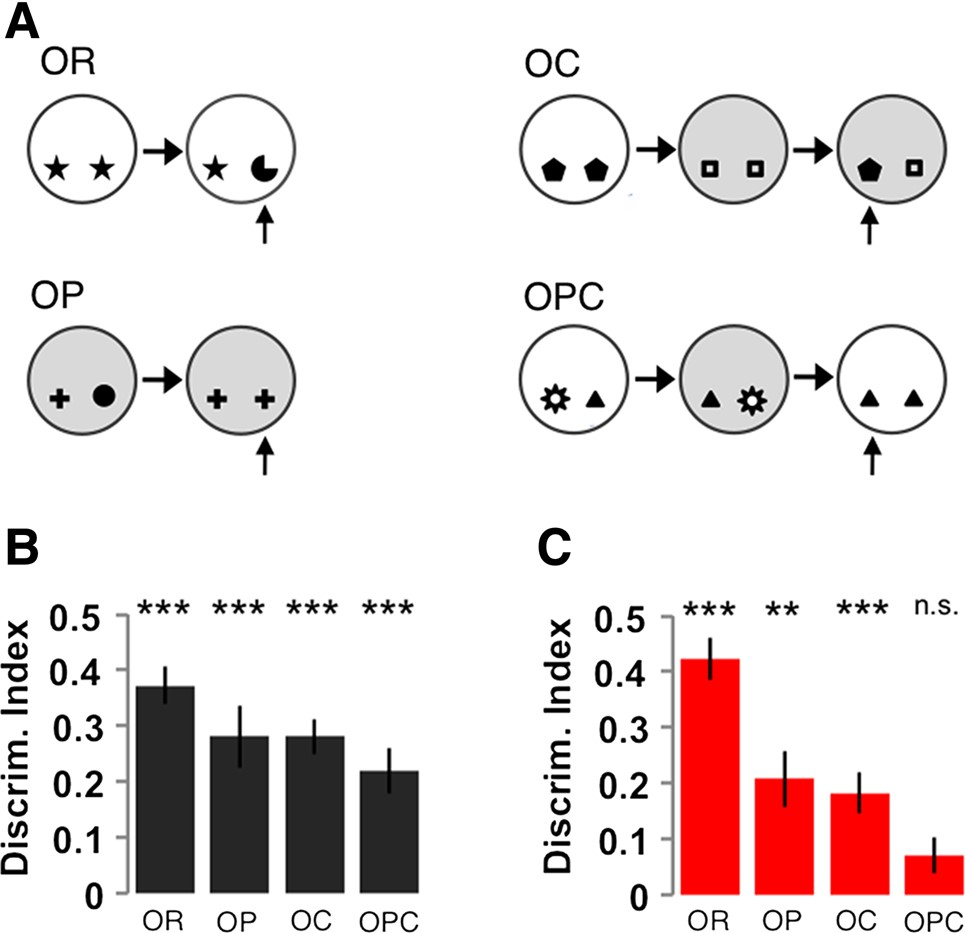 A
OR
OC
OP
OPC
B
C
*** *** *** ***
*** ** *** n.s.
Discrim. Index
0.5
0.4
0.3
0.2
0.1
0
OR OP OC OPC
Discrim. Index
0.5
0.4
0.3
0.2
0.1
0
OR OP OC OPC